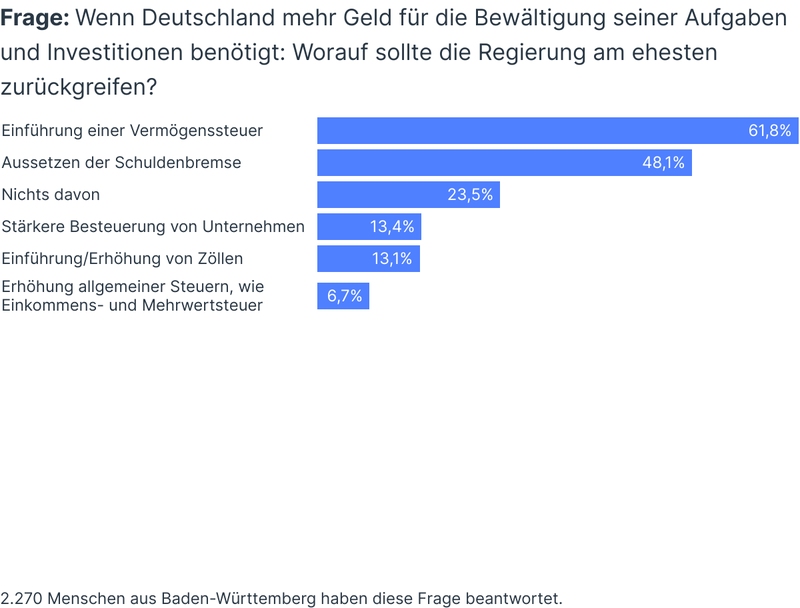 Frage: Wenn Deutschland mehr Geld für die Bewältigung seiner Aufgaben
und Investitionen benötigt: Worauf sollte die Regierung am ehesten
zurückgreifen?
Einführung einer Vermögenssteuer 61,8%
Aussetzen der Schuldenbremse 48,1%
Nichts davon 23,5%
Stärkere Besteuerung von Unternehmen 13,4%
Einführung/Erhöhung von Zöllen 13,1%
Erhöhung allgemeiner Steuern, wie
Einkommens- und Mehrwertsteuer 6,7%
2.270 Menschen aus Baden-Württemberg haben diese Frage beantwortet.